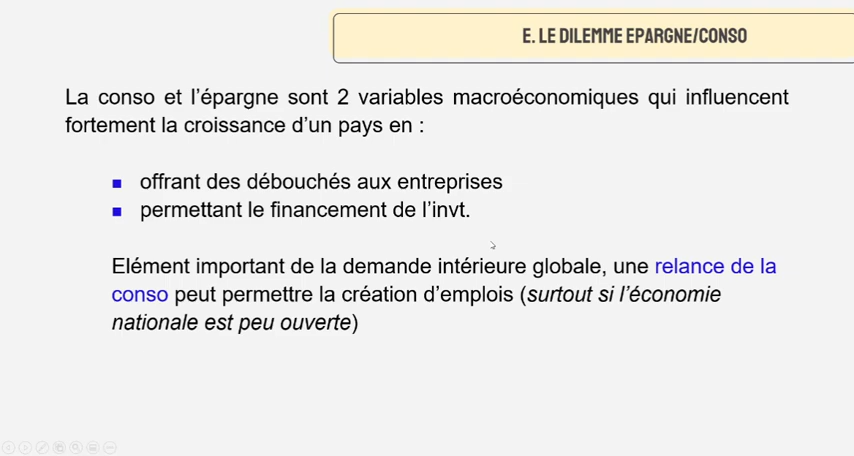 E. LE DILEMME EPARGNE/CONSO
La conso et l’épargne sont 2 variables macroéconomiques qui influencent
fortement la croissance d’un pays en :
offrant des débouchés aux entreprises
permettant le financement de l’invt.
Elément important de la demande intérieure globale, une relance de la
conso peut permettre la création d’emplois (surtout si l’économie
nationale est peu ouverte)